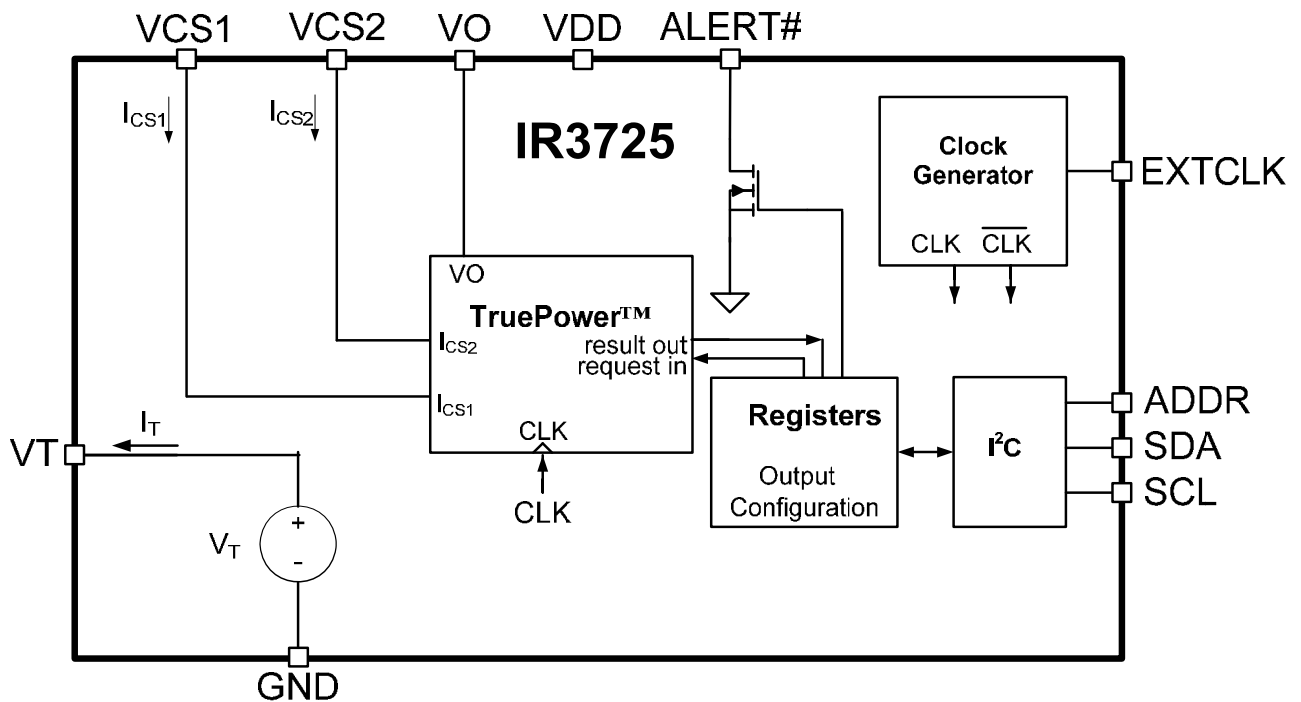 VCS1 VCS2 VO VDD ALERT#
ICS1
ICS2
IR3725
Clock
Generator
CLK CLK
EXTCLK
VO
TruePower™
ICS2
result out
request in
ICS1
CLK
CLK
Registers
Output
Configuration
I²C
ADDR
SDA
SCL
IT
VT
VT
+
-
GND